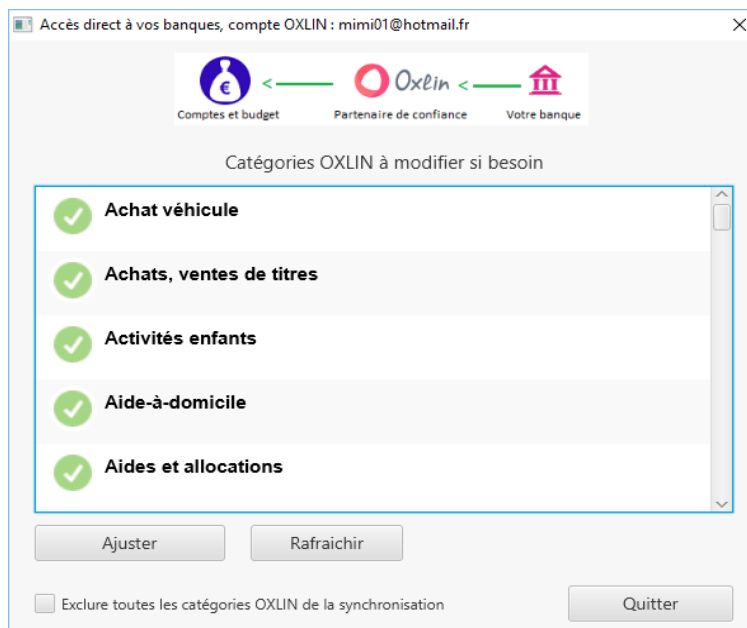 Accès direct à vos banques, compte OXLIN : mimi01@hotmail.fr
€
Oxlin
Comptes et budget Partenaire de confiance Votre banque
Catégories OXLIN à modifier si besoin
Achat véhicule
Achats, ventes de titres
Activités enfants
Aide-à-domicile
Aides et allocations
Ajuster Rafraichir
Exclure toutes les catégories OXLIN de la synchronisation Quitter